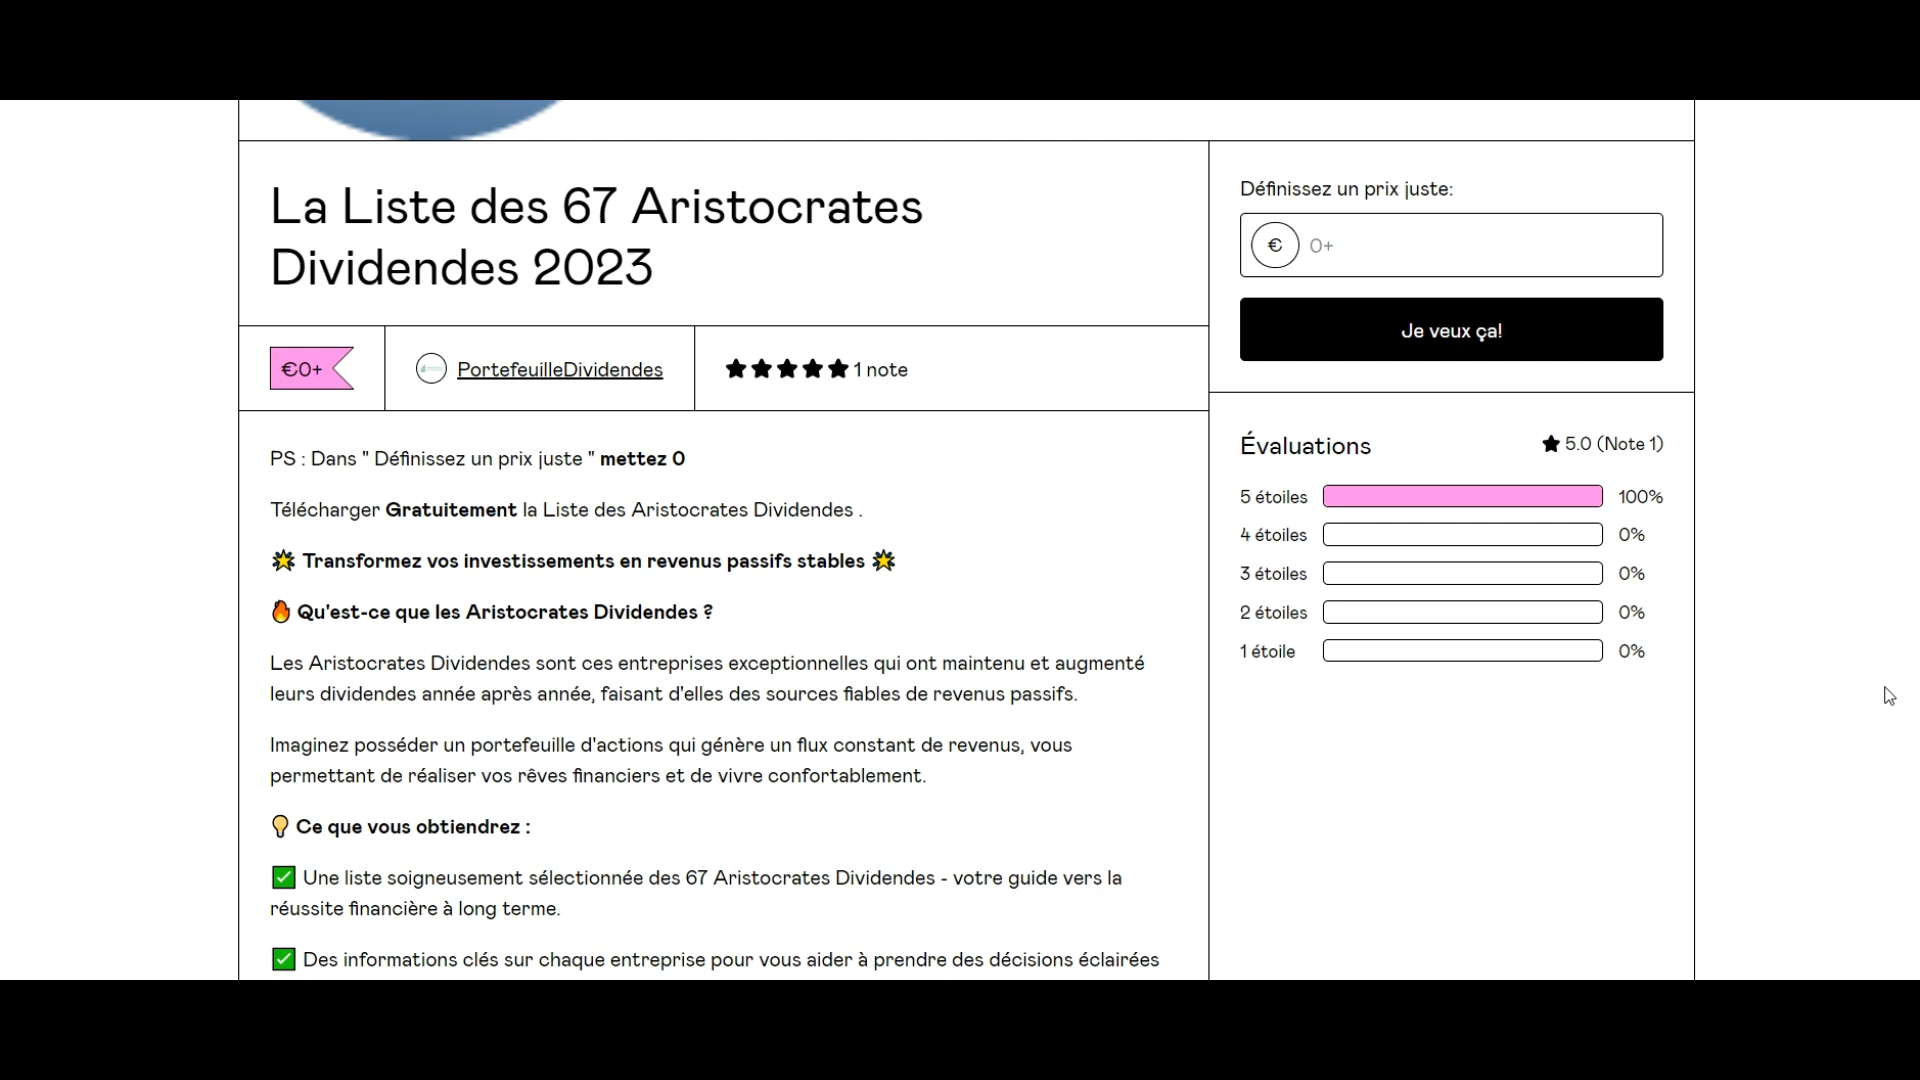 La Liste des 67 Aristocrates
Dividendes 2023
€0+
PortefeuilleDividendes
1 note
PS : Dans " Définissez un prix juste " mettez 0
Télécharger Gratuitement la Liste des Aristocrates Dividendes .
🌟 Transformez vos investissements en revenus passifs stables 🌟
🔥 Qu'est-ce que les Aristocrates Dividendes ?
Les Aristocrates Dividendes sont ces entreprises exceptionnelles qui ont maintenu et augmenté
leurs dividendes année après année, faisant d'elles des sources fiables de revenus passifs.
Imaginez posséder un portefeuille d'actions qui génère un flux constant de revenus, vous
permettant de réaliser vos rêves financiers et de vivre confortablement.
💡 Ce que vous obtiendrez :
✅ Une liste soigneusement sélectionnée des 67 Aristocrates Dividendes - votre guide vers la
réussite financière à long terme.
✅ Des informations clés sur chaque entreprise pour vous aider à prendre des décisions éclairées
Définissez un prix juste:
€ 0+
Je veux ça!
Évaluations
5.0 (Note 1)
5 étoiles 100%
4 étoiles 0%
3 étoiles 0%
2 étoiles 0%
1 étoile 0%